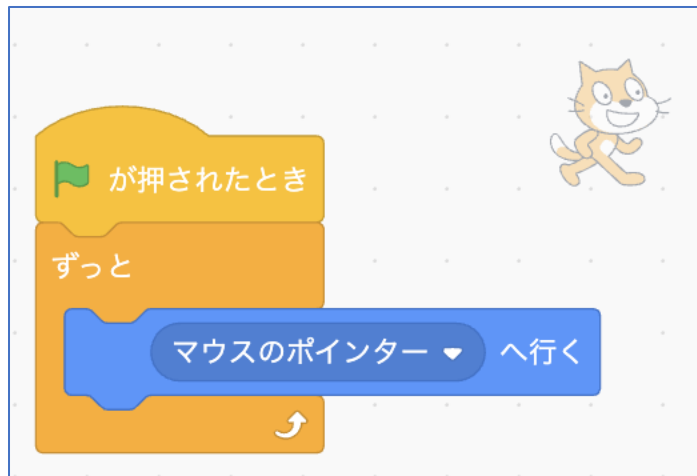 が押されたとき
ずっと
マウスのポインター へ行く